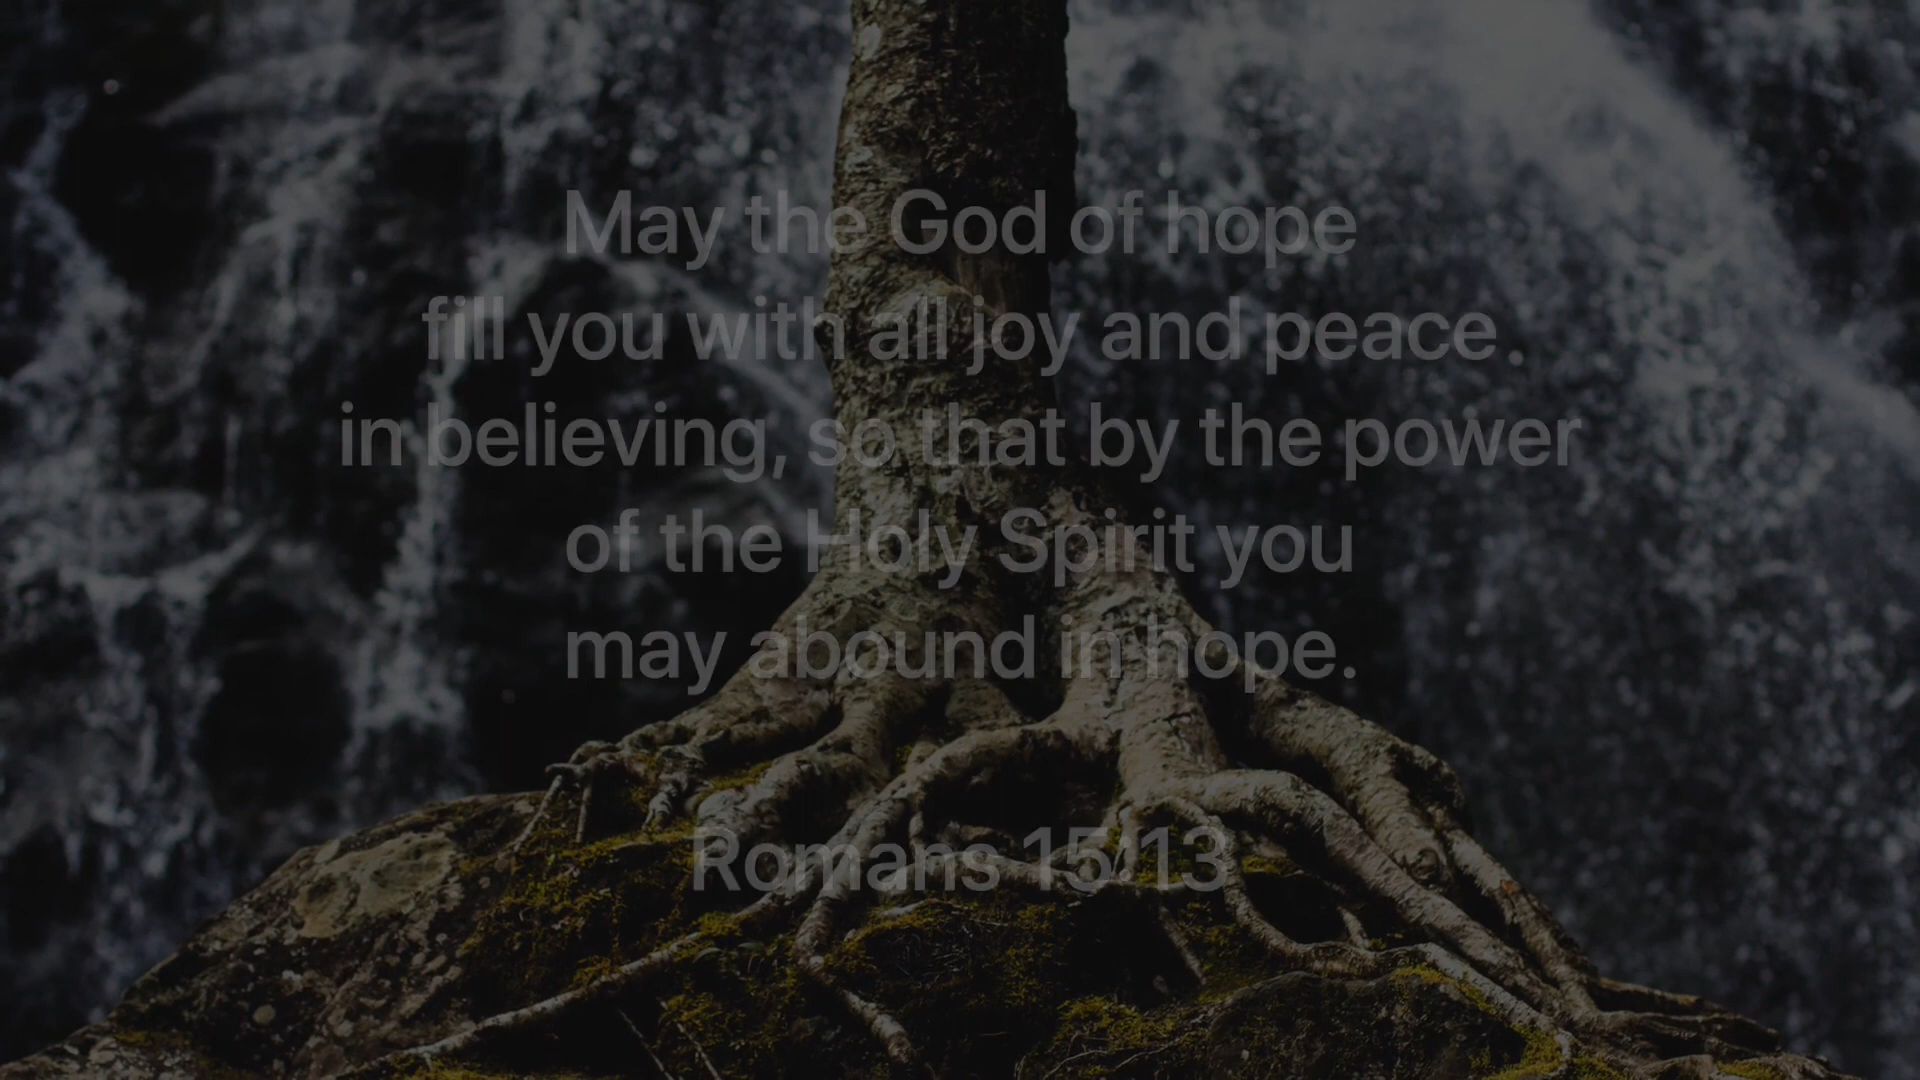 May the God of hope
fill you with all joy and peace
in believing, so that by the power
of the Holy Spirit you
may abound in hope.
Romans 15:13